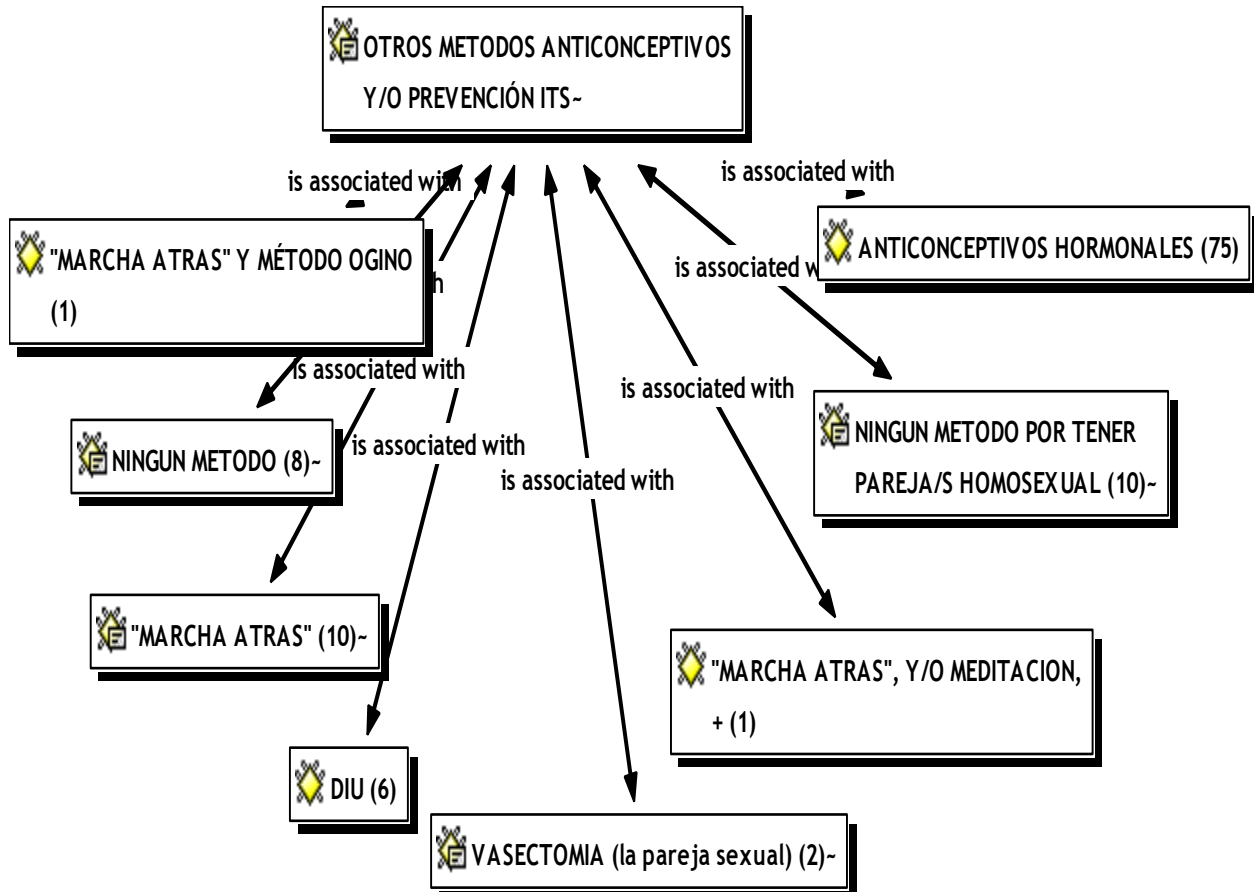 OTROS METODOS ANTICONCEPTIVOS
Y/O PREVENCIÓN ITS~
is associated with
is associated with
"MARCHA ATRAS" Y MÉTODO OGINO
(1)
ANTICONCEPTIVOS HORMONALES (75)
is associated
is associated with
is associated with
is associated with
is associated with
NINGUN METODO (8)~
NINGUN METODO POR TENER
PAREJA/S HOMOSEXUAL (10)~
is associated with
"MARCHA ATRAS" (10)~
"MARCHA ATRAS", Y/O MEDITACION,
+ (1)
DIU (6)
VASECTOMIA (la pareja sexual) (2)~